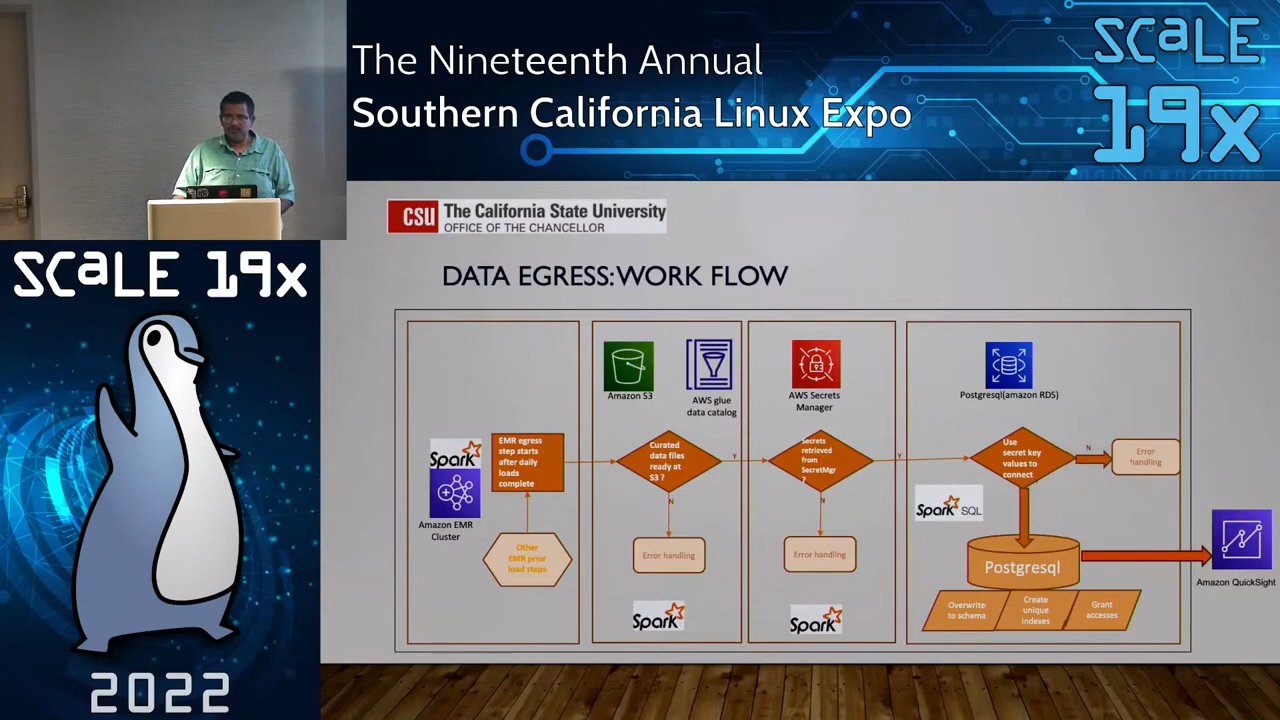 The Nineteenth Annual
Southern California Linux Expo
SCaLE
19x
SCaLE 19x
2022
CSU The California State University
OFFICE OF THE CHANCELLOR
DATA EGRESS:WORK FLOW
Spark
Amazon EMR
Cluster
EMR egress
step starts
after daily
loads
complete
Other
EMR prior
load steps
Amazon S3
AWS glue
data catalog
Curated
data files
ready at
S3 ?
Y
N
Error handling
Spark
AWS Secrets
Manager
Secrets
retrieved
from
SecretMgr
?
Y
N
Error handling
Spark
Postgresql(amazon RDS)
Use
secret key
values to
connect
N
Error
handling
Spark SQL
Postgresql
Overwrite
to schema
Create
unique
indexes
Grant
accesses
Amazon QuickSight